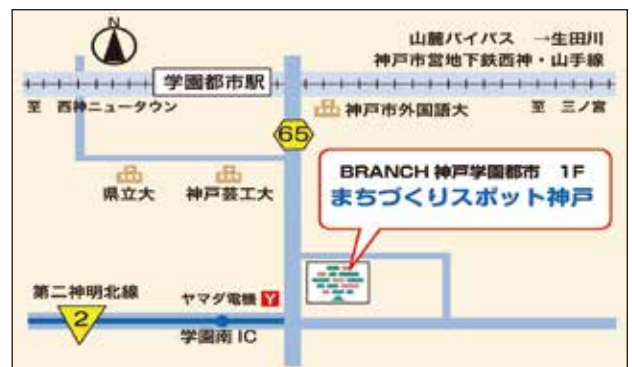 N
山麓バイパス →生田川
神戸市営地下鉄西神・山手線
学園都市駅
至 西神ニュータウン
神戸市外国語大
至 三ノ宮
65
県立大
神戸芸工大
BRANCH 神戸学園都市 1F
まちづくりスポット神戸
第二神明北線
2
ヤマダ電機 Y
学園南 IC